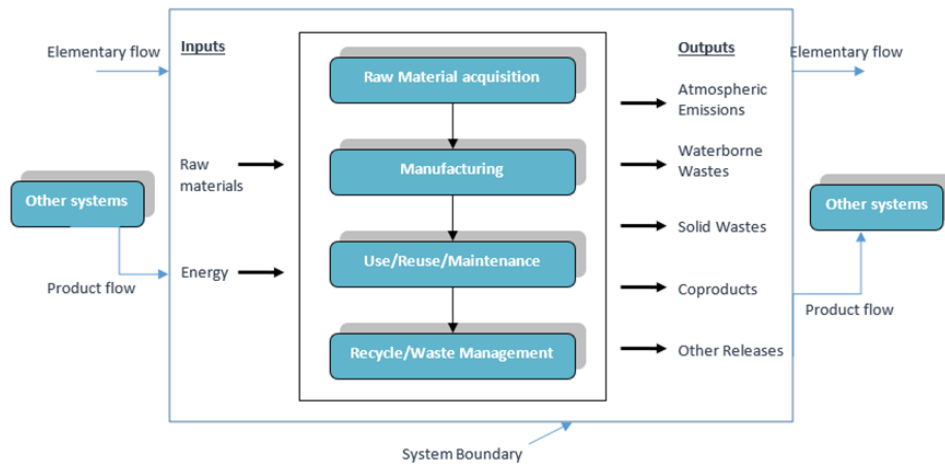 Elementary flow
Inputs
Outputs
Elementary flow
Raw Material acquisition
Atmospheric
Emissions
Raw
materials
Manufacturing
Waterborne
Wastes
Other systems
Other systems
Solid Wastes
Energy
Use/Reuse/Maintenance
Product flow
Coproducts
Product flow
Recycle/Waste Management
Other Releases
System Boundary